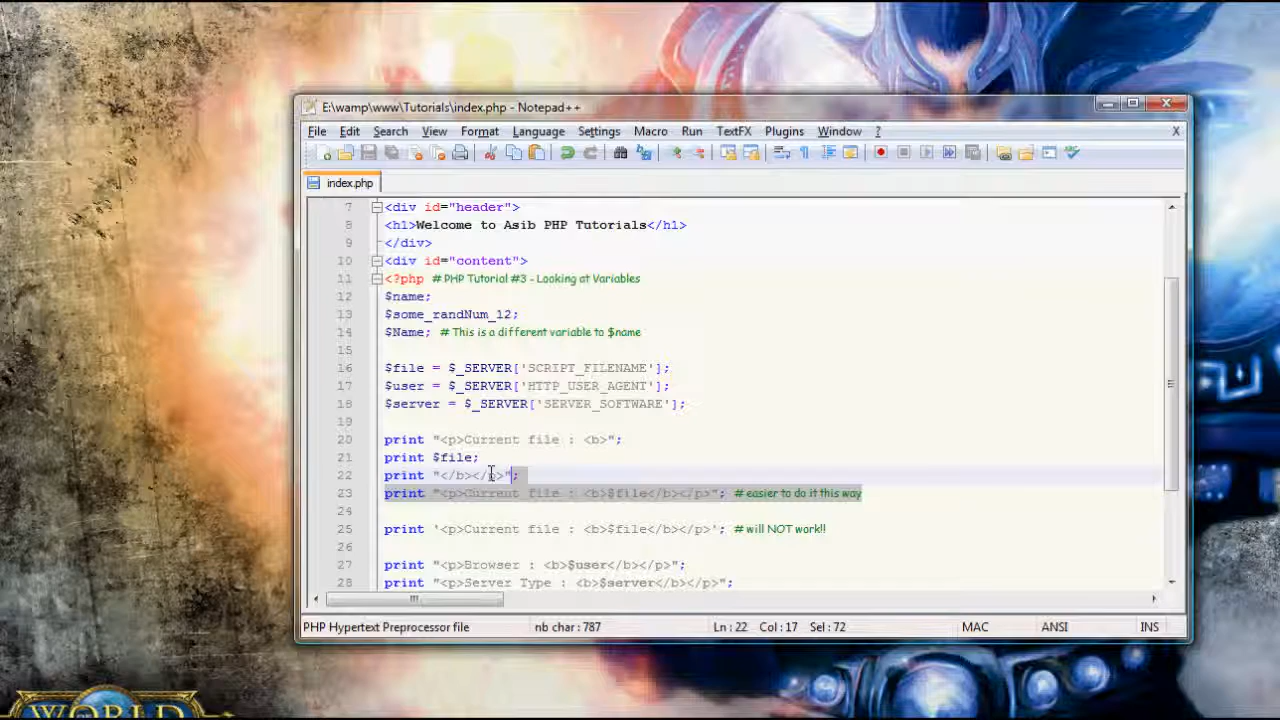 E:\wamp\www\Tutorials\index.php - Notepad++
File Edit Search View Format Language Settings Macro Run TextFX Plugins Window ? X
index.php
7 <div id="header">
8 <h1>Welcome to Asib PHP Tutorials</h1>
9 </div>
10 <div id="content">
11 <?php # PHP Tutorial #3 - Looking at Variables
12 $name;
13 $some_randNum_12;
14 $Name; # This is a different variable to $name
15
16 $file = $_SERVER['SCRIPT_FILENAME'];
17 $user = $_SERVER['HTTP_USER_AGENT'];
18 $server = $_SERVER['SERVER_SOFTWARE'];
19
20 print "<p>Current file : <b>";
21 print $file;
22 print "</b></p>";
23 print "<p>Current file : <b>$file</b></p>"; # easier to do it this way
24
25 print '<p>Current file : <b>$file</b></p>'; # will NOT work!!
26
27 print "<p>Browser : <b>$user</b></p>";
28 print "<p>Server Type : <b>$server</b></p>";
PHP Hypertext Preprocessor file nb char : 787 Ln : 22 Col : 17 Sel : 72 MAC ANSI INS
WORLD